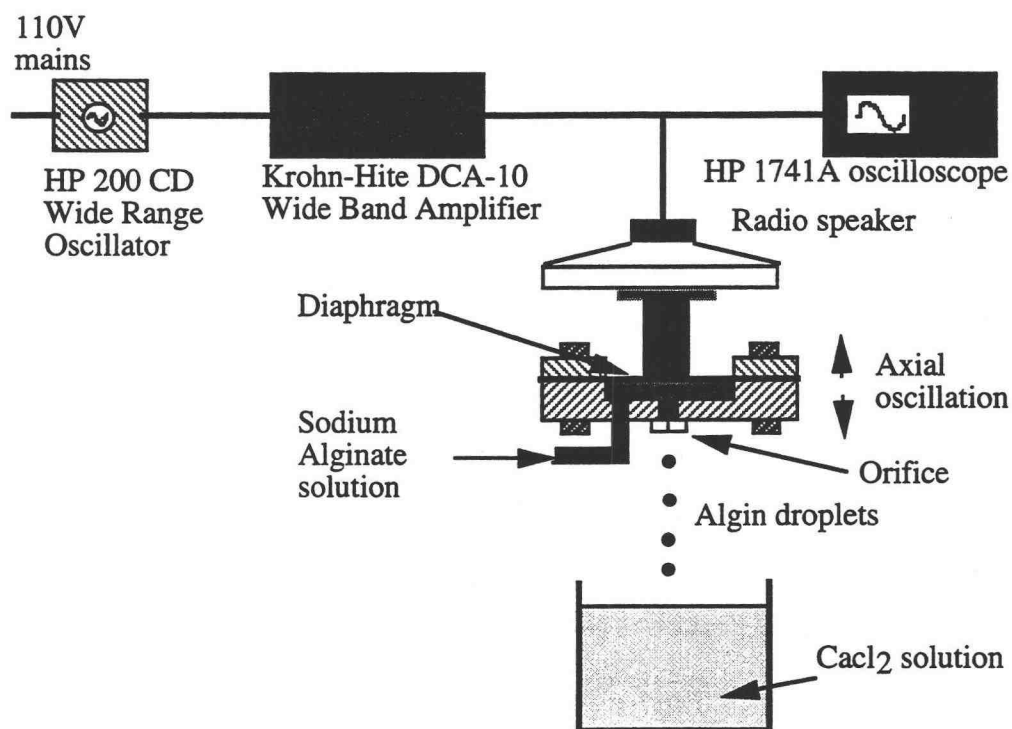 110V
mains
HP 200 CD
Wide Range
Oscillator
Krohn-Hite DCA-10
Wide Band Amplifier
HP 1741A oscilloscope
Radio speaker
Diaphragm
Axial
oscillation
Sodium
Alginate
solution
Orifice
Algin droplets
Cacl2 solution